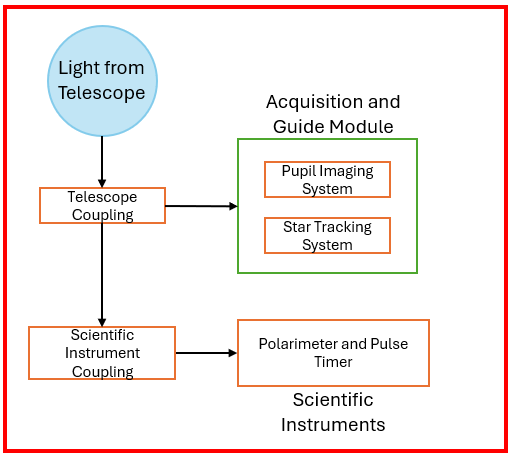 Light from
Telescope
Acquisition and
Guide Module
Pupil Imaging
System
Telescope
Coupling
Star Tracking
System
Scientific
Instrument
Coupling
Polarimeter and Pulse
Timer
Scientific
Instruments